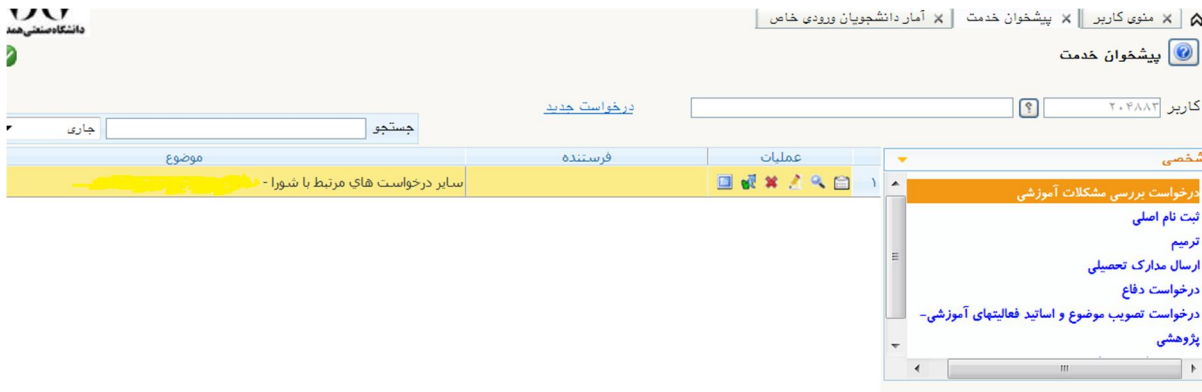 دانشگاه صنعتی همد
منوی کاربر
پیشخوان خدمت
آمار دانشجویان ورودی خاص
پیشخوان خدمت
کاربر ۲۰۴۸۸۳
درخواست جدید
جستجو
جاری
عملیات
فرستنده
موضوع
۱
سایر درخواست هاي مرتبط با شورا -
شخصی
درخواست بررسی مشکلات آموزشی
ثبت نام اصلی
ترمیم
ارسال مدارک تحصیلی
درخواست دفاع
درخواست تصویب موضوع و اساتید فعالیتهای آموزشی-
پژوهشی